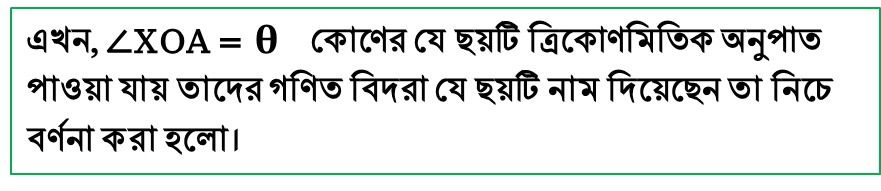 এখন, ∠XOA = θ কোণের যে ছয়টি ত্রিকোণমিতিক অনুপাত
পাওয়া যায় তাদের গণিত বিদরা যে ছয়টি নাম দিয়েছেন তা নিচে
বর্ণনা করা হলো।